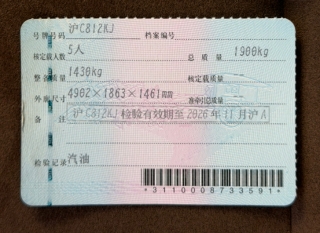 号牌号码 沪C812KJ 档案编号
核定载人数 5人 总质量 1900kg
整备质量 1430kg 核定载质量 --
外廓尺寸 4902×1863×1461mm 准牵引总质量 --
备注 沪C812KJ 检验有效期至2026年11月沪A
检验记录 汽油
*3110008733591*